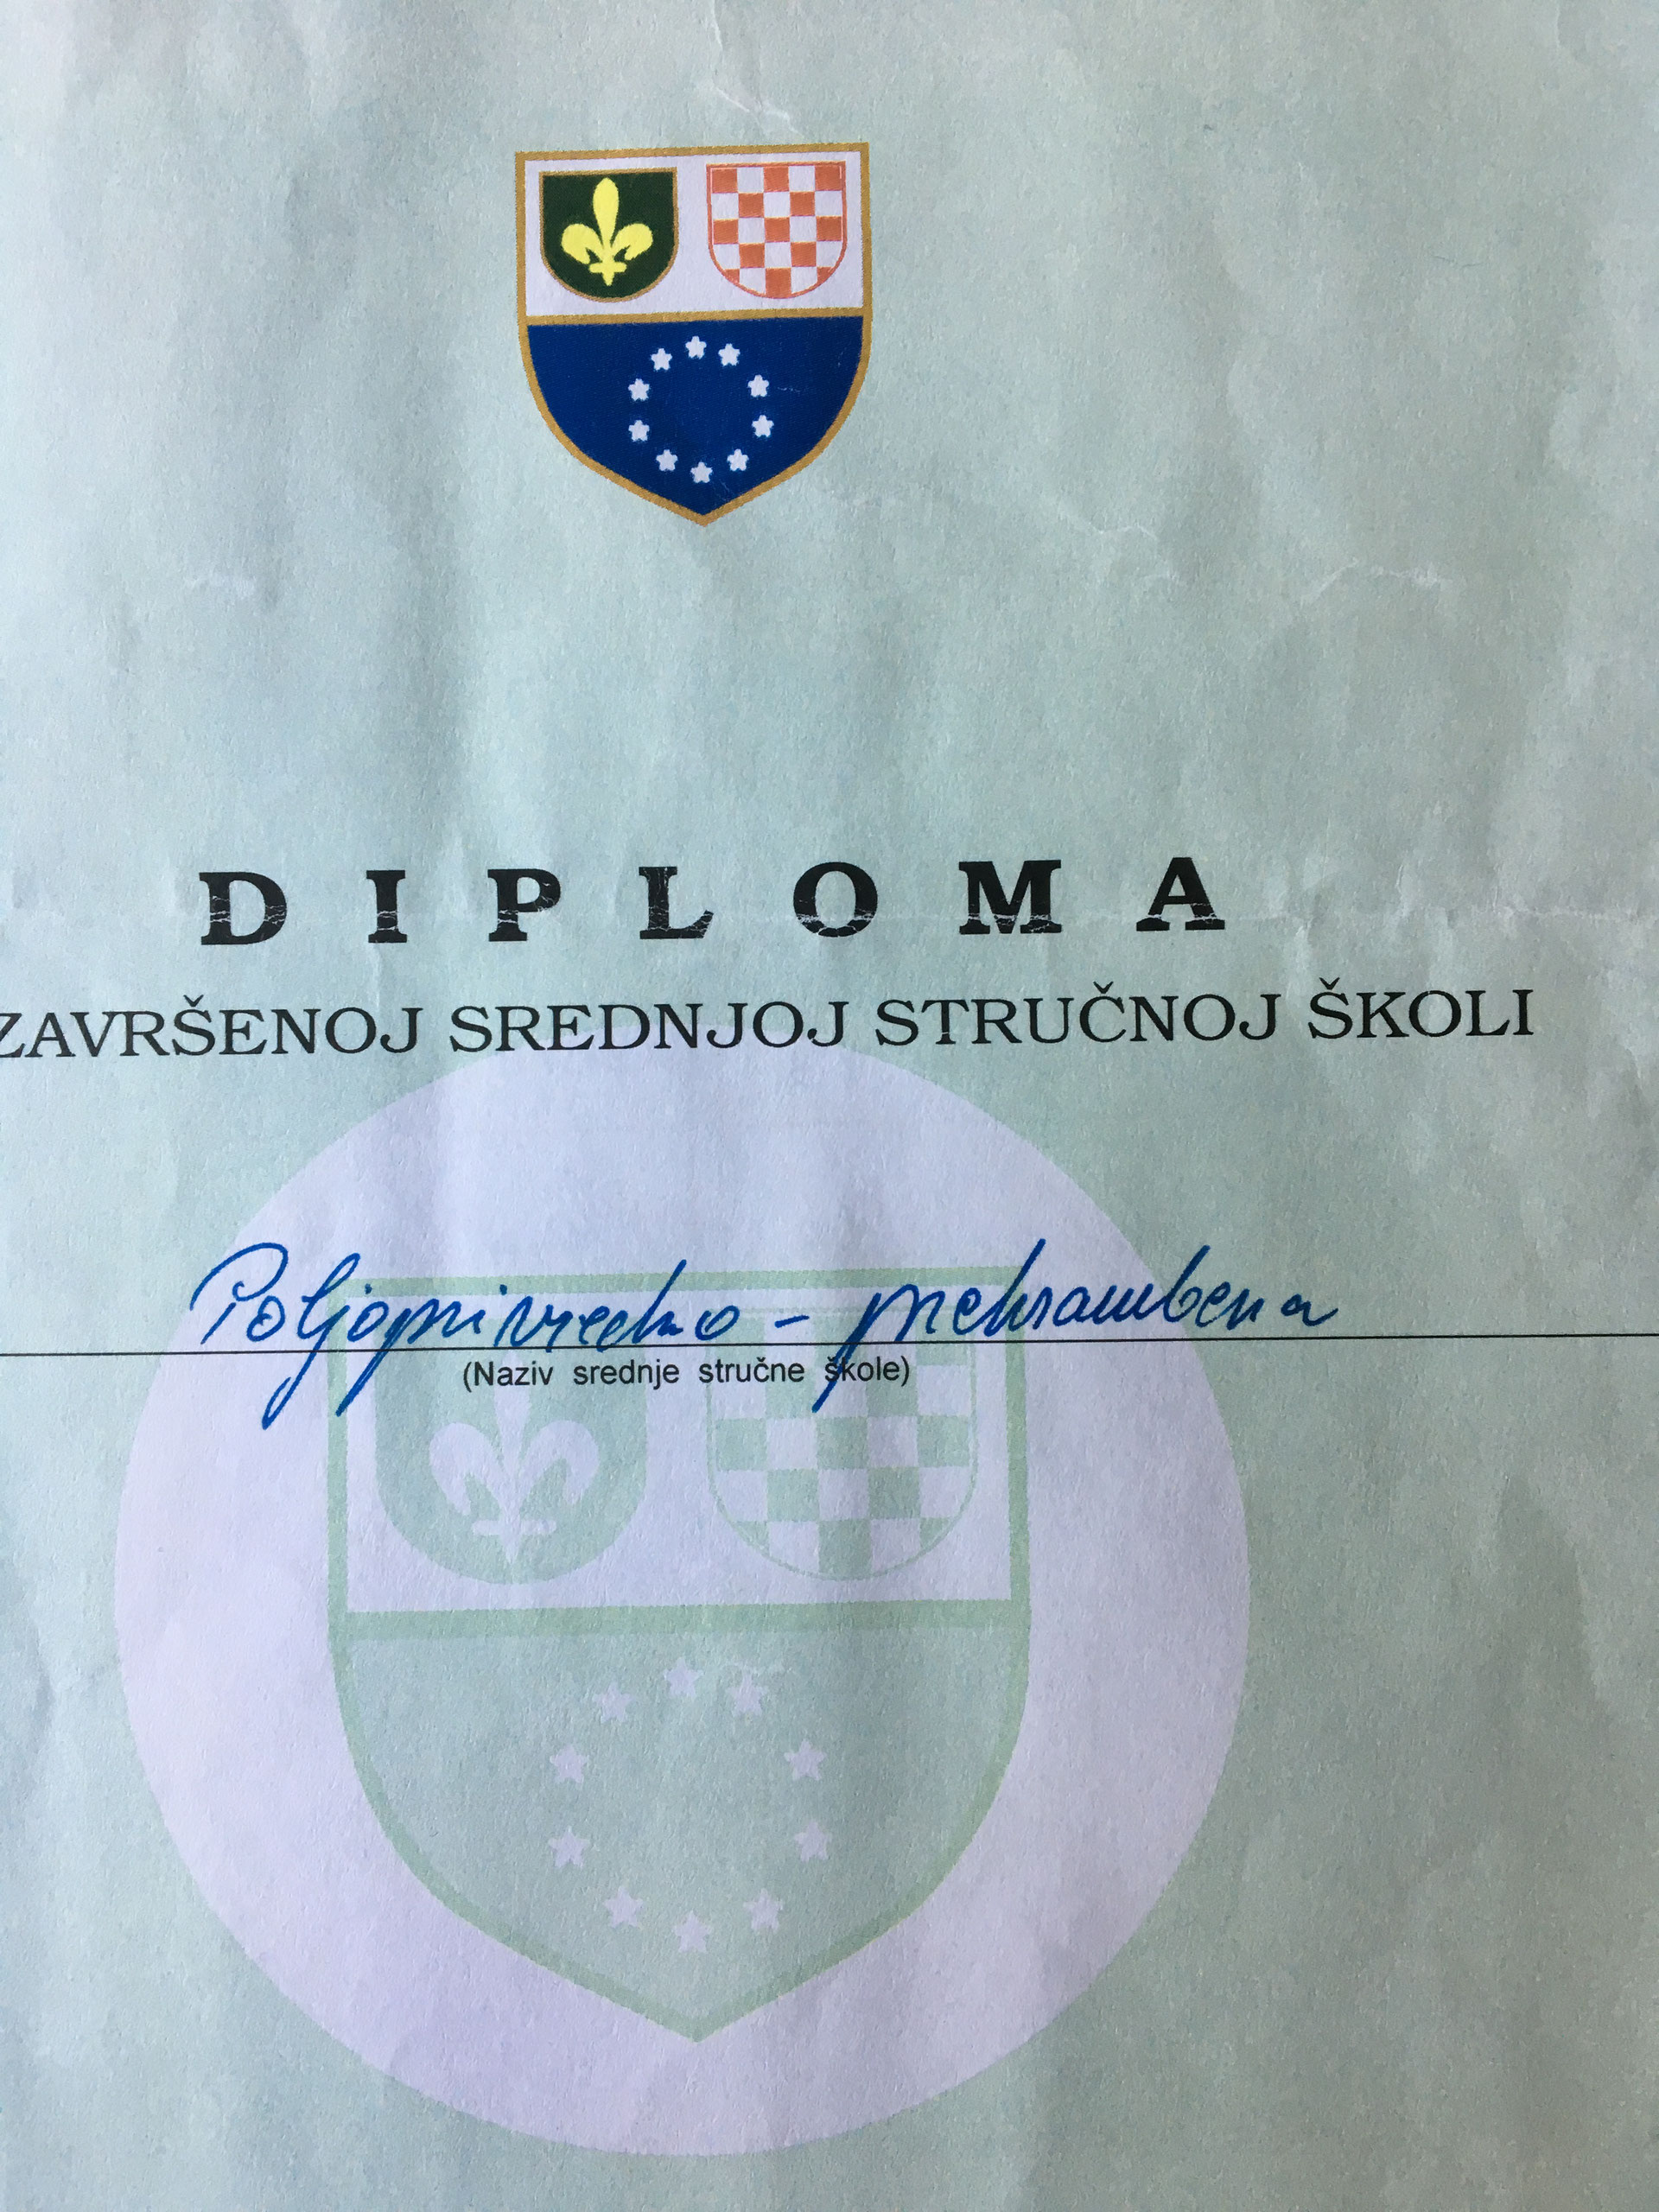 DIPLOMA
ZAVRŠENOJ SREDNJOJ STRUČNOJ ŠKOLI
Poljoprivredno - prehrambena
(Naziv srednje stručne škole)